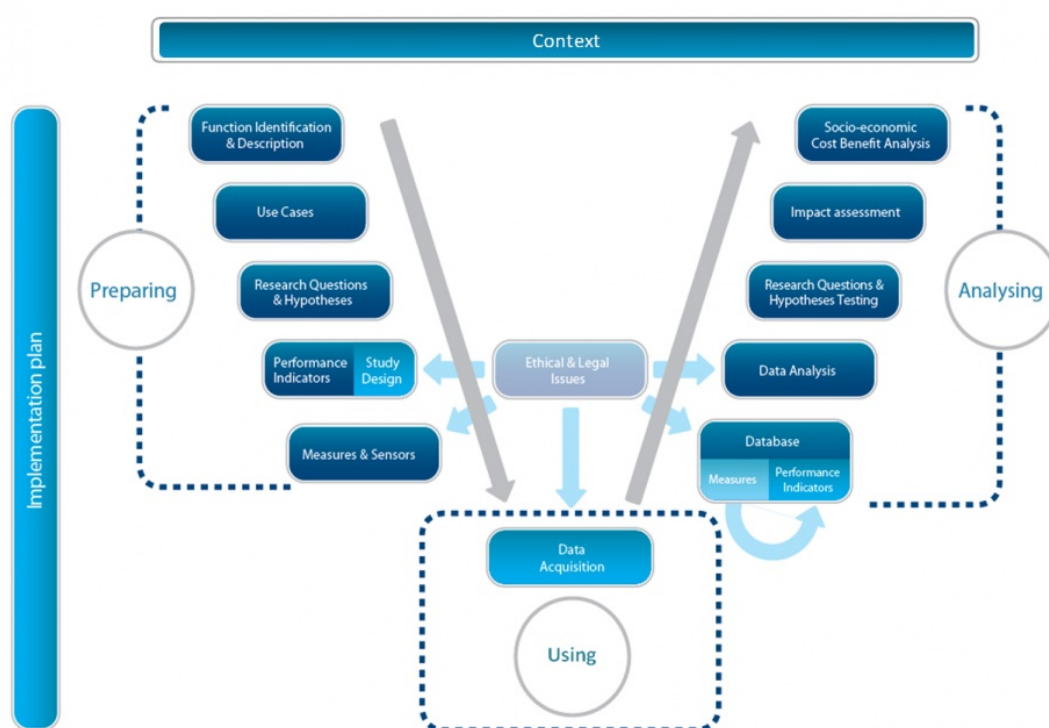 Context
Implementation plan
Preparing
Function Identification
& Description
Use Cases
Research Questions
& Hypotheses
Performance
Indicators
Study
Design
Measures & Sensors
Ethical & Legal
Issues
Data
Acquisition
Using
Socio-economic
Cost Benefit Analysis
Impact assessment
Research Questions &
Hypotheses Testing
Data Analysis
Database
Measures
Performance
Indicators
Analysing